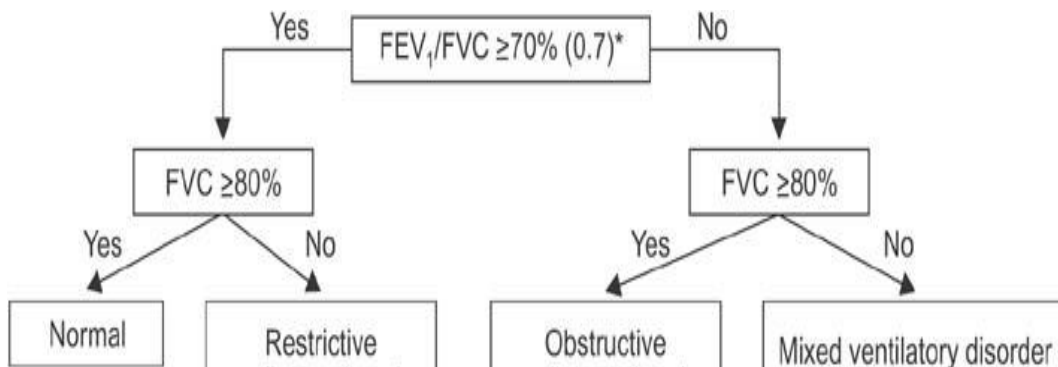 Yes
FEV₁/FVC ≥70% (0.7)*
No
FVC ≥80%
FVC ≥80%
Yes
No
Yes
No
Normal
Restrictive
Obstructive
Mixed ventilatory disorder